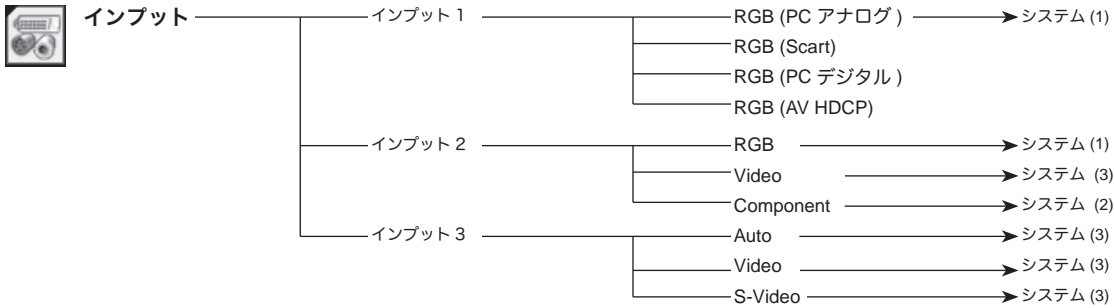 インプット インプット 1 RGB (PC アナログ ) システム (1)
RGB (Scart)
RGB (PC デジタル )
RGB (AV HDCP)
インプット 2 RGB システム (1)
Video システム (3)
Component システム (2)
インプット 3 Auto システム (3)
Video システム (3)
S-Video システム (3)